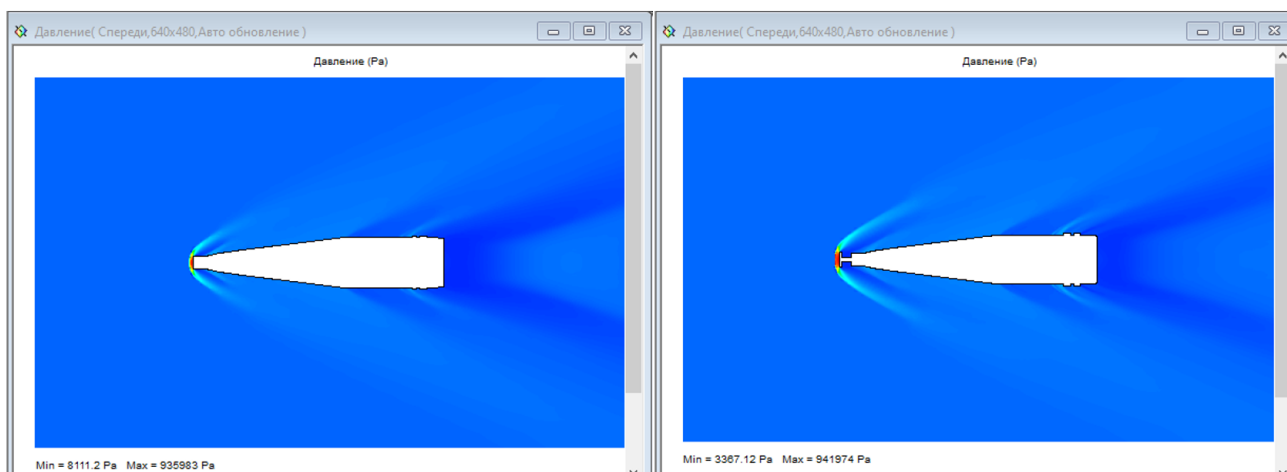 Давление( Спереди,640x480,Авто обновление )
Давление (Pa)
Min = 8111.2 Pa Max = 935983 Pa
Давление( Спереди,640x480,Авто обновление )
Давление (Pa)
Min = 3367.12 Pa Max = 941974 Pa